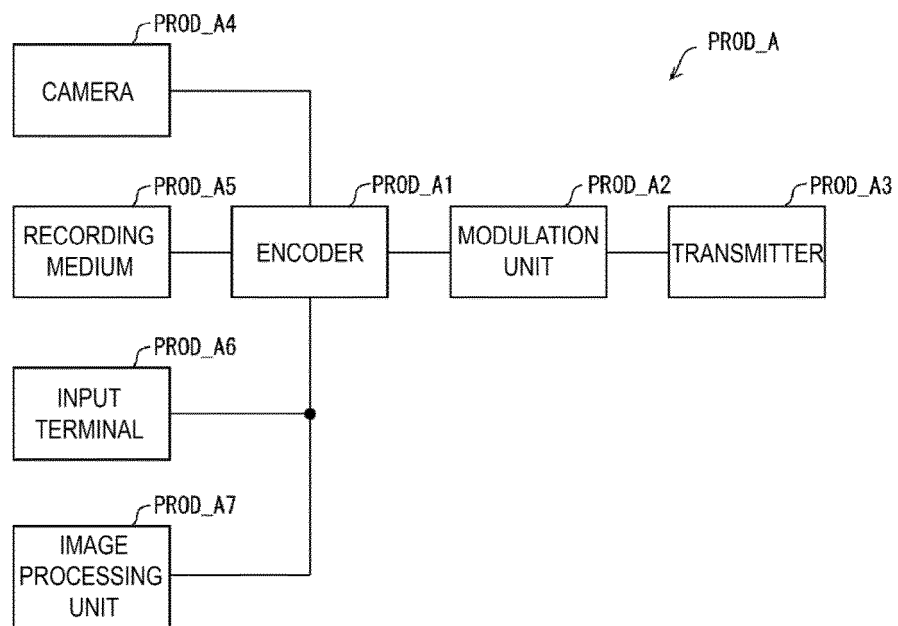 PROD_A4
PROD_A
CAMERA
PROD_A5
PROD_A1
PROD_A2
PROD_A3
RECORDING
MEDIUM
ENCODER
MODULATION
UNIT
TRANSMITTER
PROD_A6
INPUT
TERMINAL
PROD_A7
IMAGE
PROCESSING
UNIT